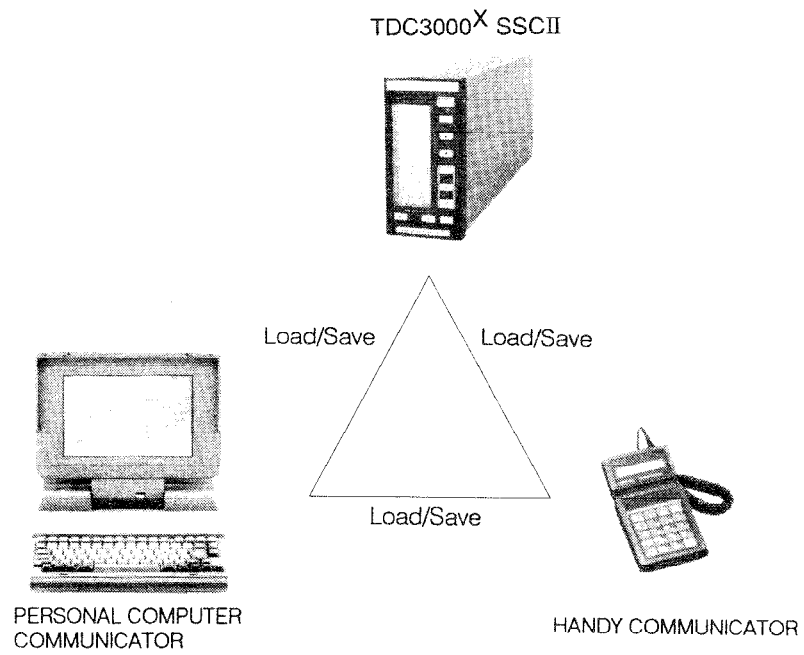 TDC3000X SSCII
Load/Save Load/Save
Load/Save
PERSONAL COMPUTER
COMMUNICATOR
HANDY COMMUNICATOR